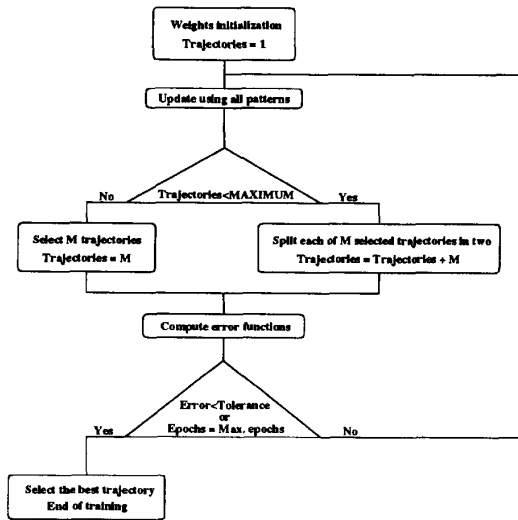 Weights initialization
Trajectories = 1
Update using all patterns
No
Trajectories<MAXIMUM
Yes
Select M trajectories
Trajectories = M
Split each of M selected trajectories in two
Trajectories = Trajectories + M
Compute error functions
Error<Tolerance
or
Epochs = Max. epochs
Yes
No
Select the best trajectory
End of training